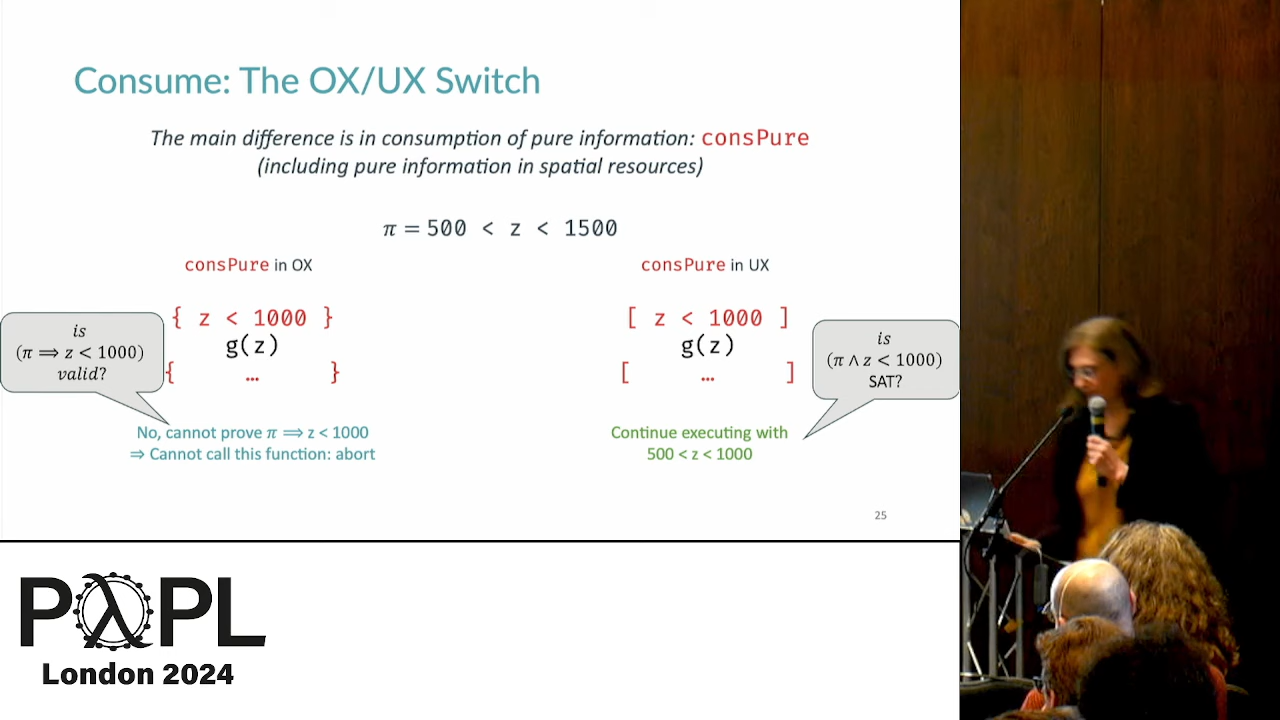 Consume: The OX/UX Switch
The main difference is in consumption of pure information: consPure
(including pure information in spatial resources)
π = 500 < z < 1500
consPure in OX
{ z < 1000 }
g(z)
{ … }
is
(π ⟹ z < 1000)
valid?
No, cannot prove π ⟹ z < 1000
⇒ Cannot call this function: abort
consPure in UX
[ z < 1000 ]
g(z)
[ … ]
is
(π ∧ z < 1000)
SAT?
Continue executing with
500 < z < 1000
25
PλPL
London 2024